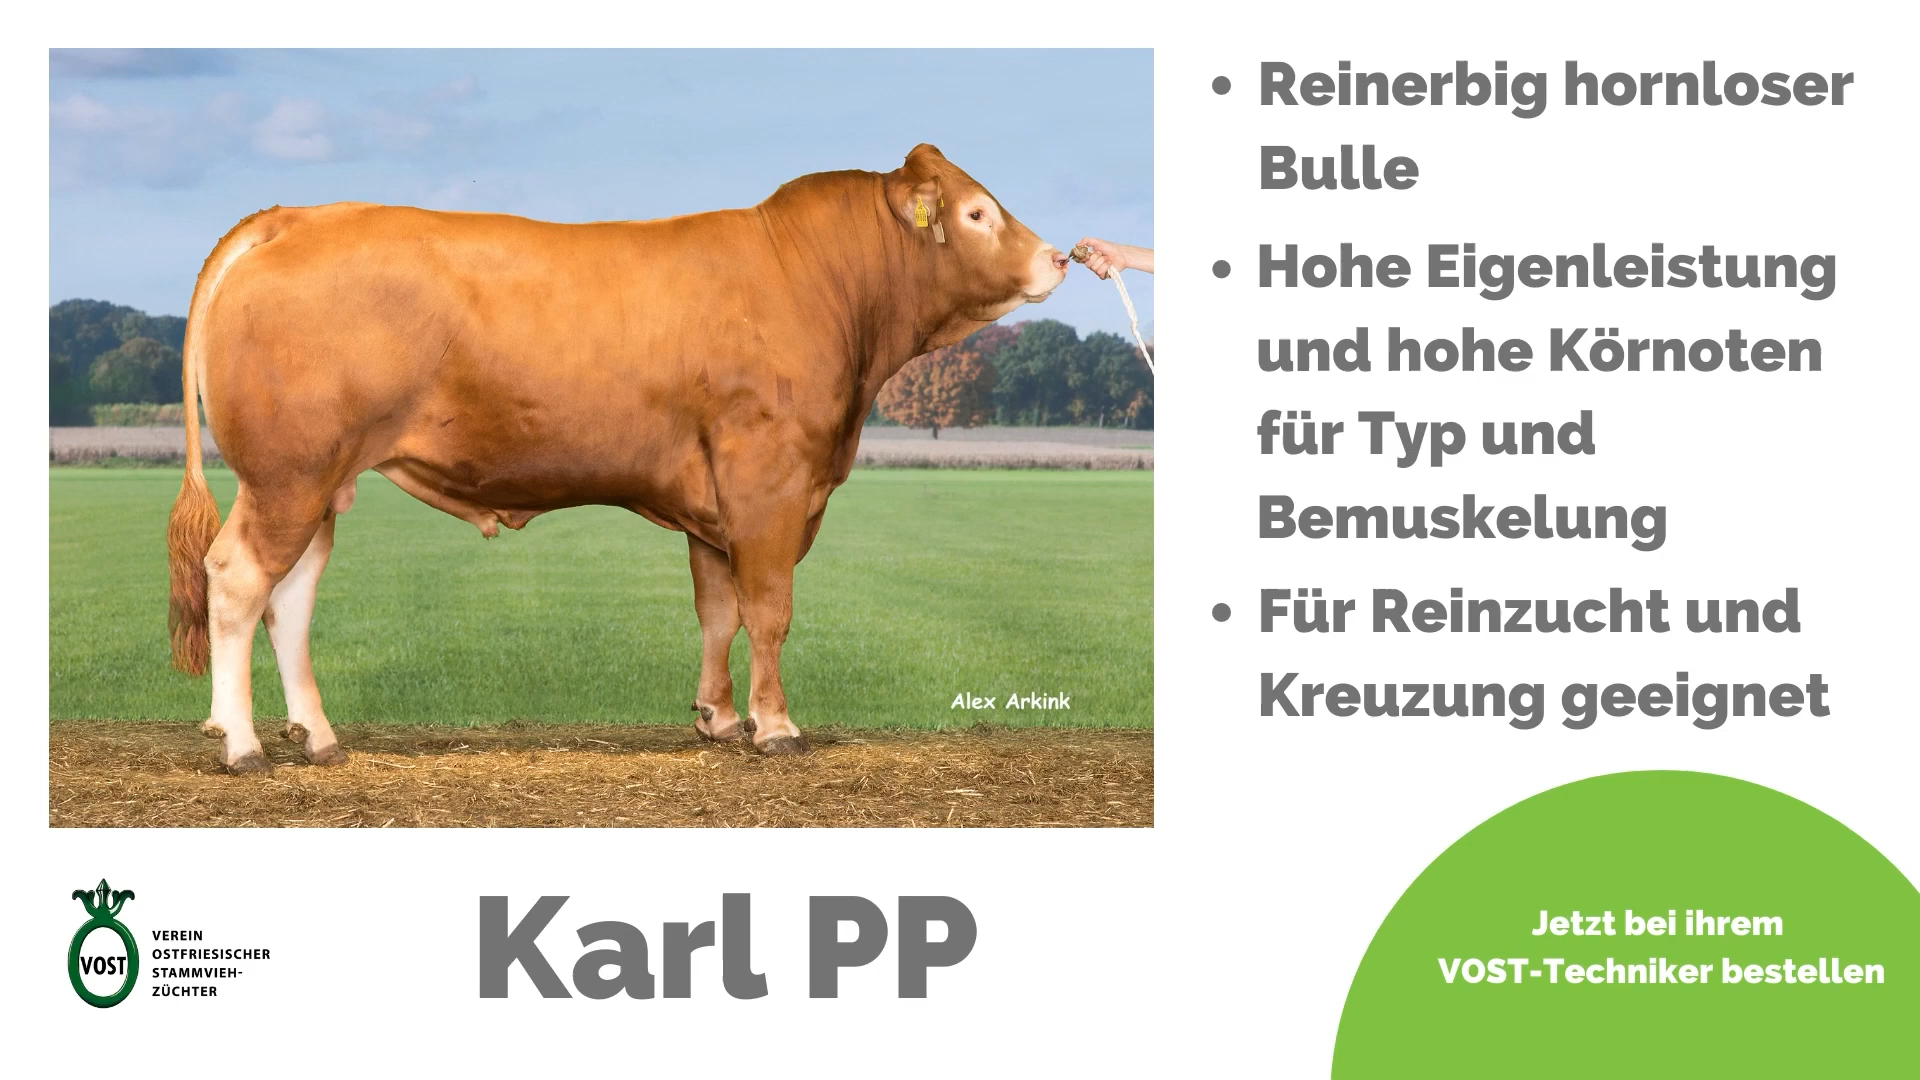 Reinerbig hornloser
Bulle
Hohe Eigenleistung
und hohe Körnoten
für Typ und
Bemuskelung
Für Reinzucht und
Kreuzung geeignet
Alex Arkink
VOST
VEREIN
OSTFRIESISCHER
STAMMVIEH-
ZÜCHTER
Karl PP
Jetzt bei ihrem
VOST-Techniker bestellen